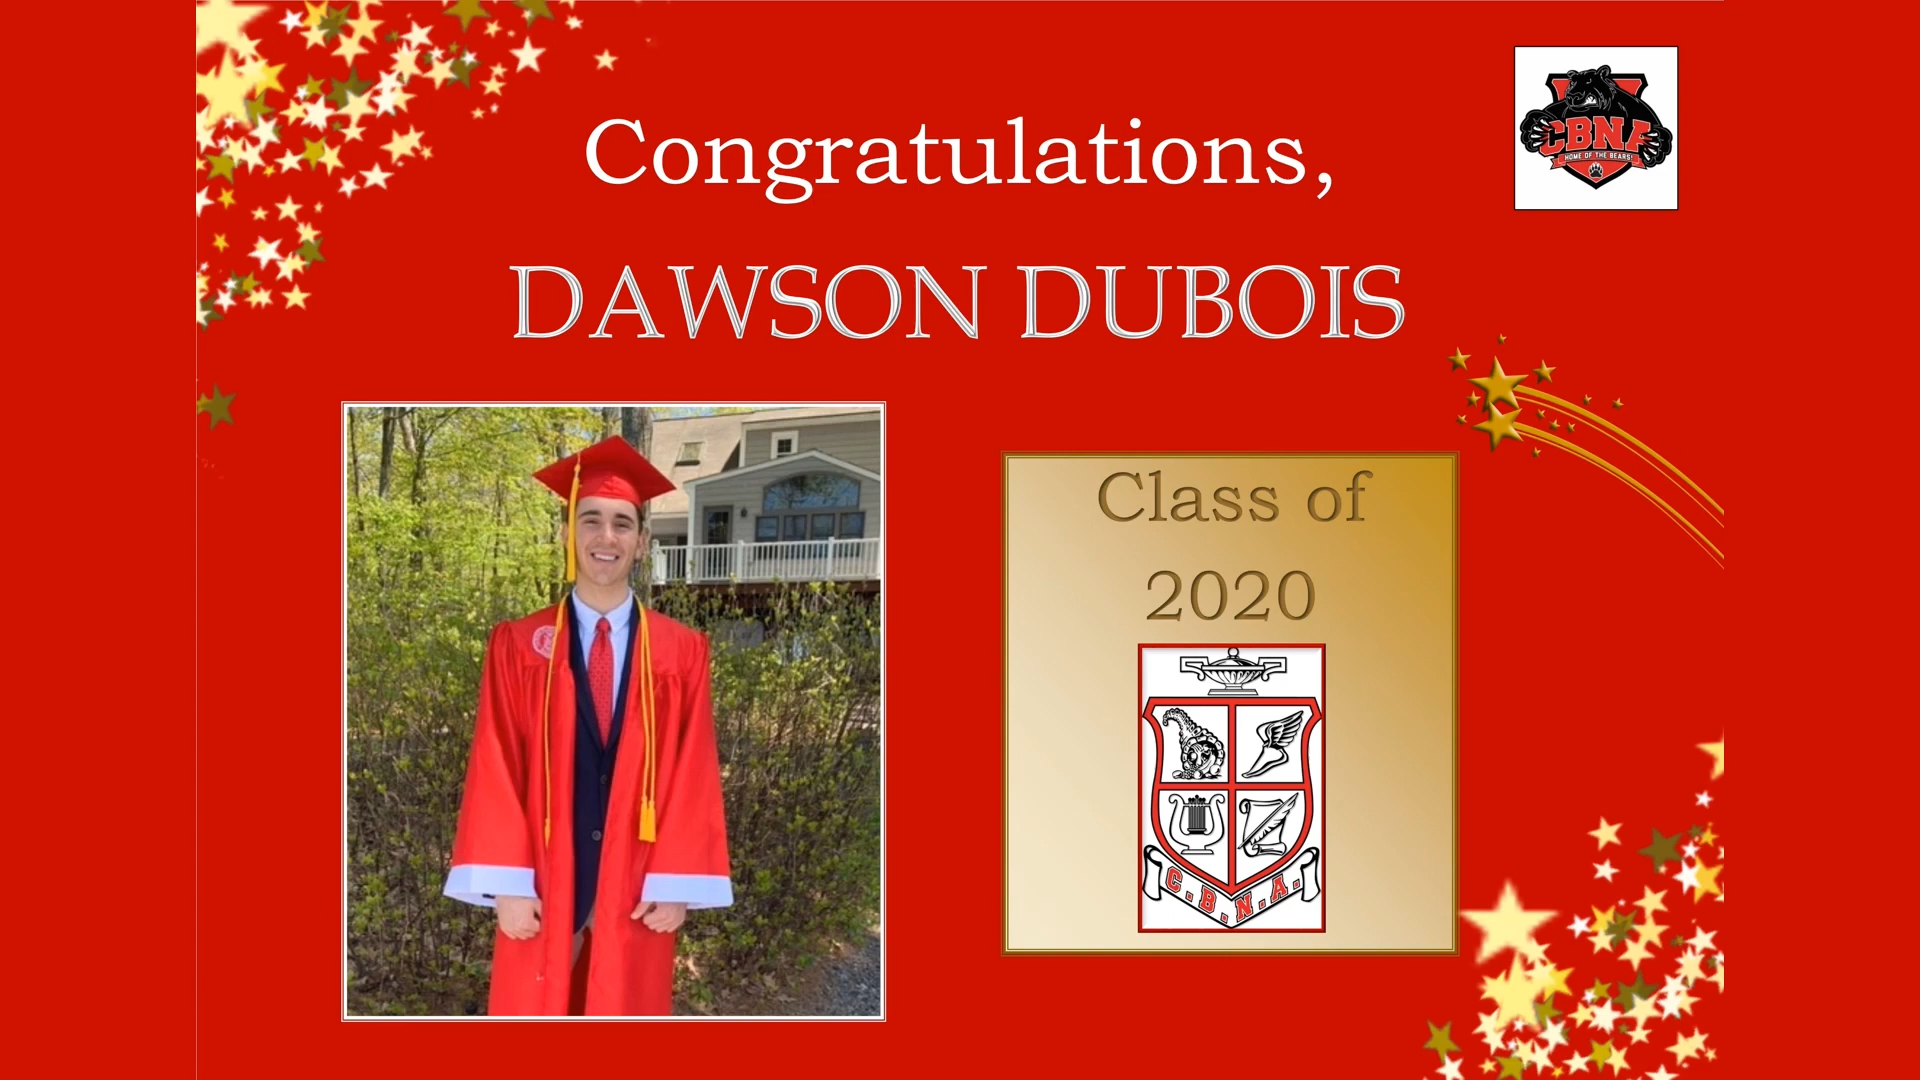 Congratulations,
DAWSON DUBOIS
CBNA
HOME OF THE BEARS!
Class of
2020
C.B.N.A.